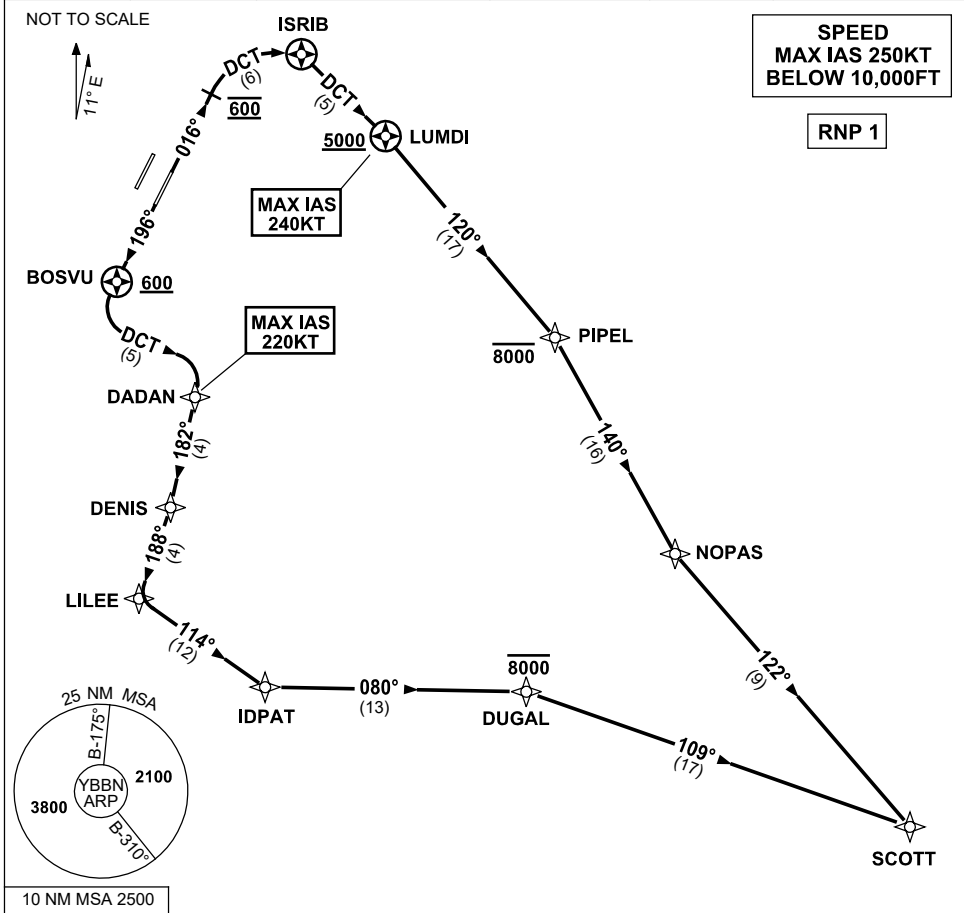 NOT TO SCALE
11° E
ISRIB
SPEED
MAX IAS 250KT
BELOW 10,000FT
RNP 1
DCT
(6)
600
DCT
(5)
016°
5000
LUMDI
MAX IAS
240KT
196°
BOSVU
600
120°
(17)
DCT
(5)
MAX IAS
220KT
PIPEL
8000
DADAN
182°
(4)
140°
(16)
DENIS
188°
(4)
NOPAS
LILEE
114°
(12)
122°
(9)
8000
080°
(13)
IDPAT
DUGAL
109°
(17)
SCOTT
25 NM MSA
B-175°
2100
YBBN
ARP
3800
B-310°
10 NM MSA 2500